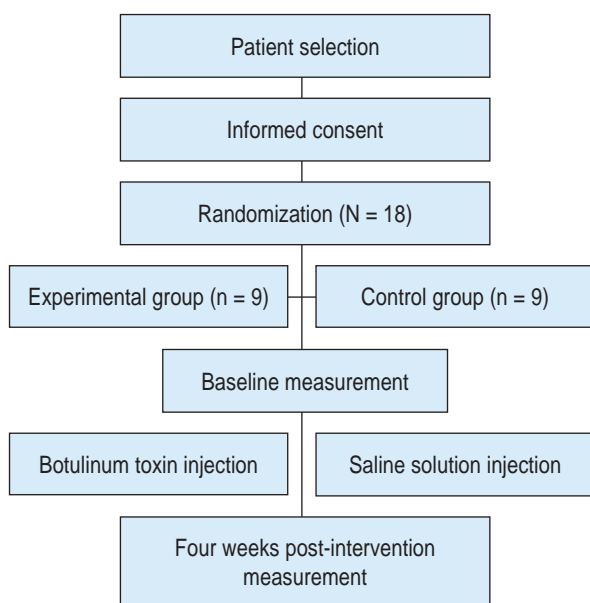 Patient selection
Informed consent
Randomization (N = 18)
Experimental group (n = 9)
Control group (n = 9)
Baseline measurement
Botulinum toxin injection
Saline solution injection
Four weeks post-intervention
measurement